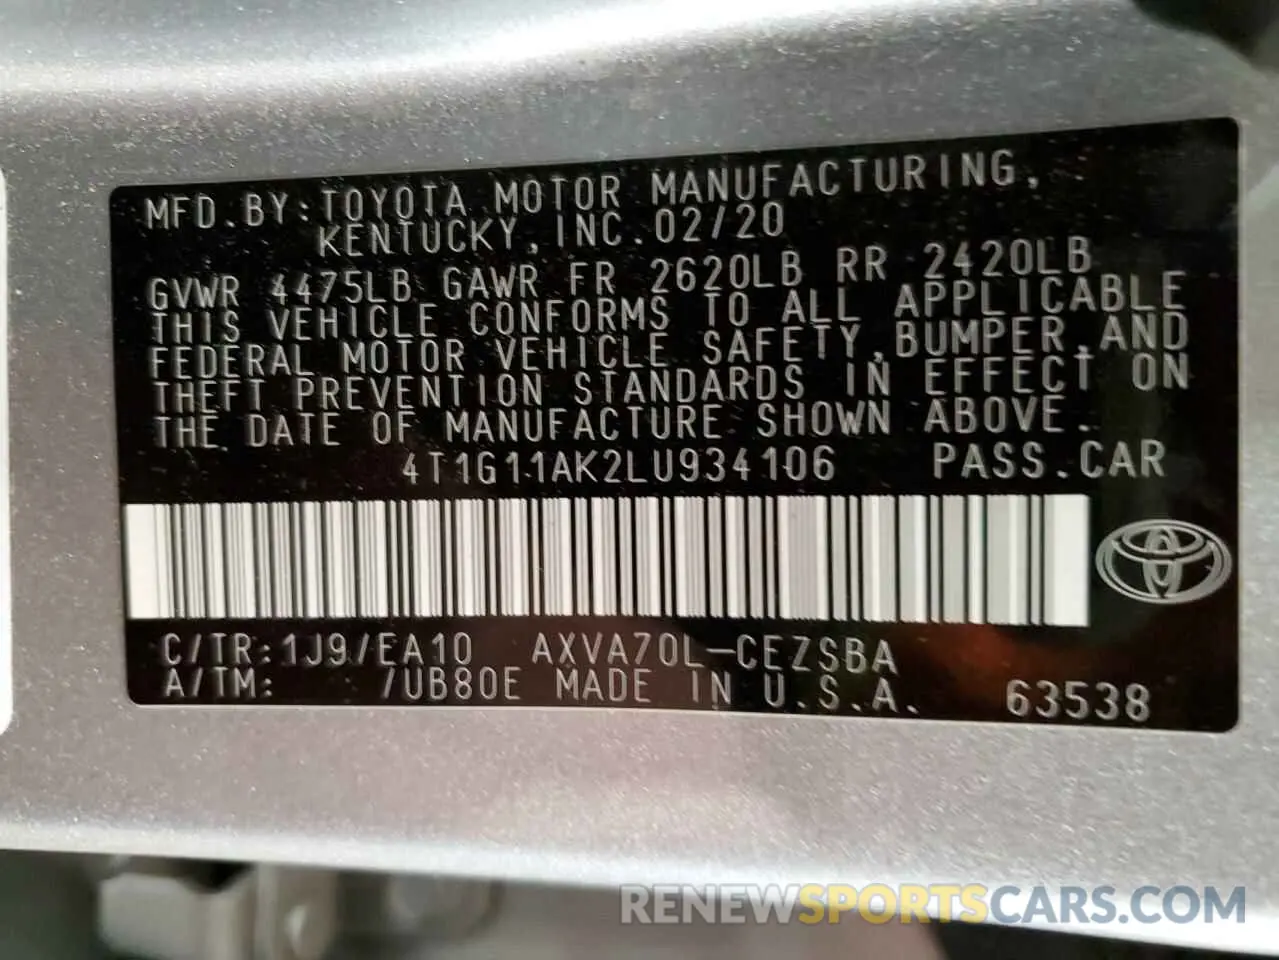 MFD.BY:TOYOTA MOTOR MANUFACTURING,
KENTUCKY,INC.02/20
GVWR 4475LB GAWR FR 2620LB RR 2420LB
THIS VEHICLE CONFORMS TO ALL APPLICABLE
FEDERAL MOTOR VEHICLE SAFETY,BUMPER,AND
THEFT PREVENTION STANDARDS IN EFFECT ON
THE DATE OF MANUFACTURE SHOWN ABOVE.
4T1G11AK2LU934106 PASS.CAR
C/TR:1J9/EA10 AXVA70L-CEZSBA
A/TM: /UB80E MADE IN U.S.A. 63538
RENEWSPORTSCARS.COM